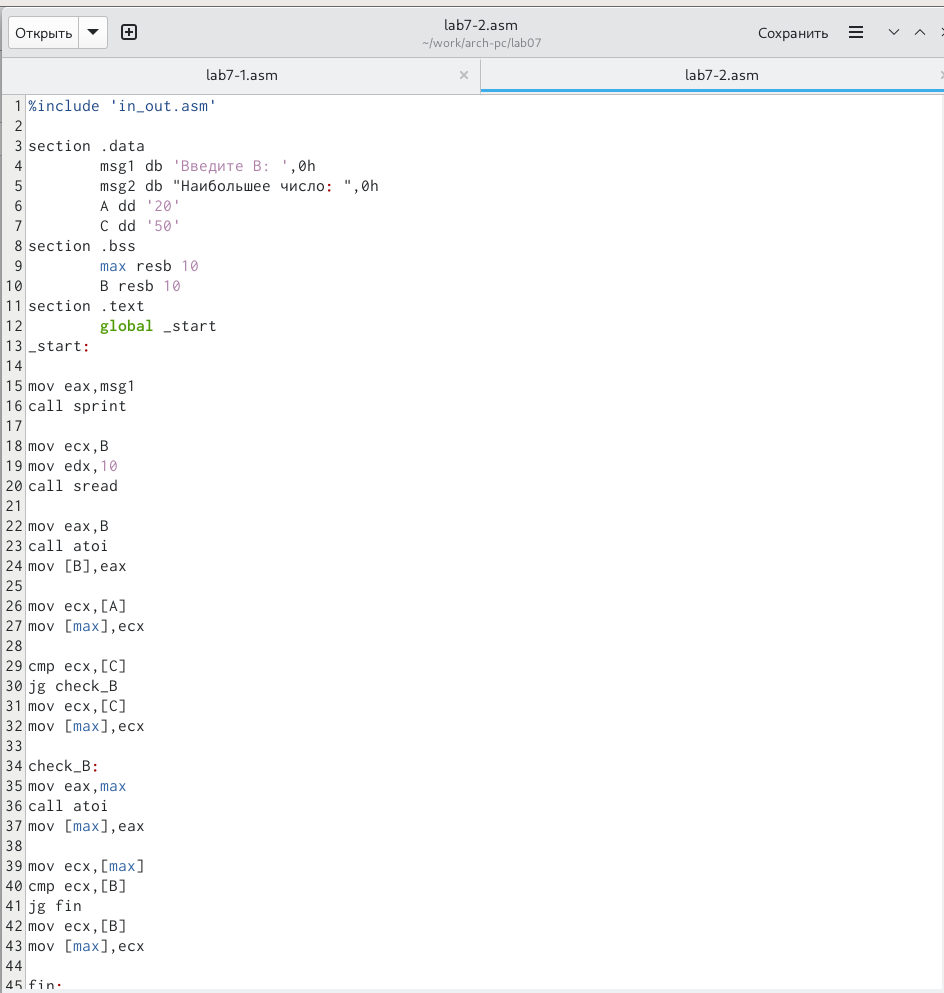 Открыть
lab7-2.asm
~/work/arch-pc/lab07
Сохранить
lab7-1.asm
lab7-2.asm
1 %include 'in_out.asm'
2
3 section .data
4 msg1 db 'Введите B: ',0h
5 msg2 db "Наибольшее число: ",0h
6 A dd '20'
7 C dd '50'
8 section .bss
9 max resb 10
10 B resb 10
11 section .text
12 global _start
13 _start:
14
15 mov eax,msg1
16 call sprint
17
18 mov ecx,B
19 mov edx,10
20 call sread
21
22 mov eax,B
23 call atoi
24 mov [B],eax
25
26 mov ecx,[A]
27 mov [max],ecx
28
29 cmp ecx,[C]
30 jg check_B
31 mov ecx,[C]
32 mov [max],ecx
33
34 check_B:
35 mov eax,max
36 call atoi
37 mov [max],eax
38
39 mov ecx,[max]
40 cmp ecx,[B]
41 jg fin
42 mov ecx,[B]
43 mov [max],ecx
44
45 fin: